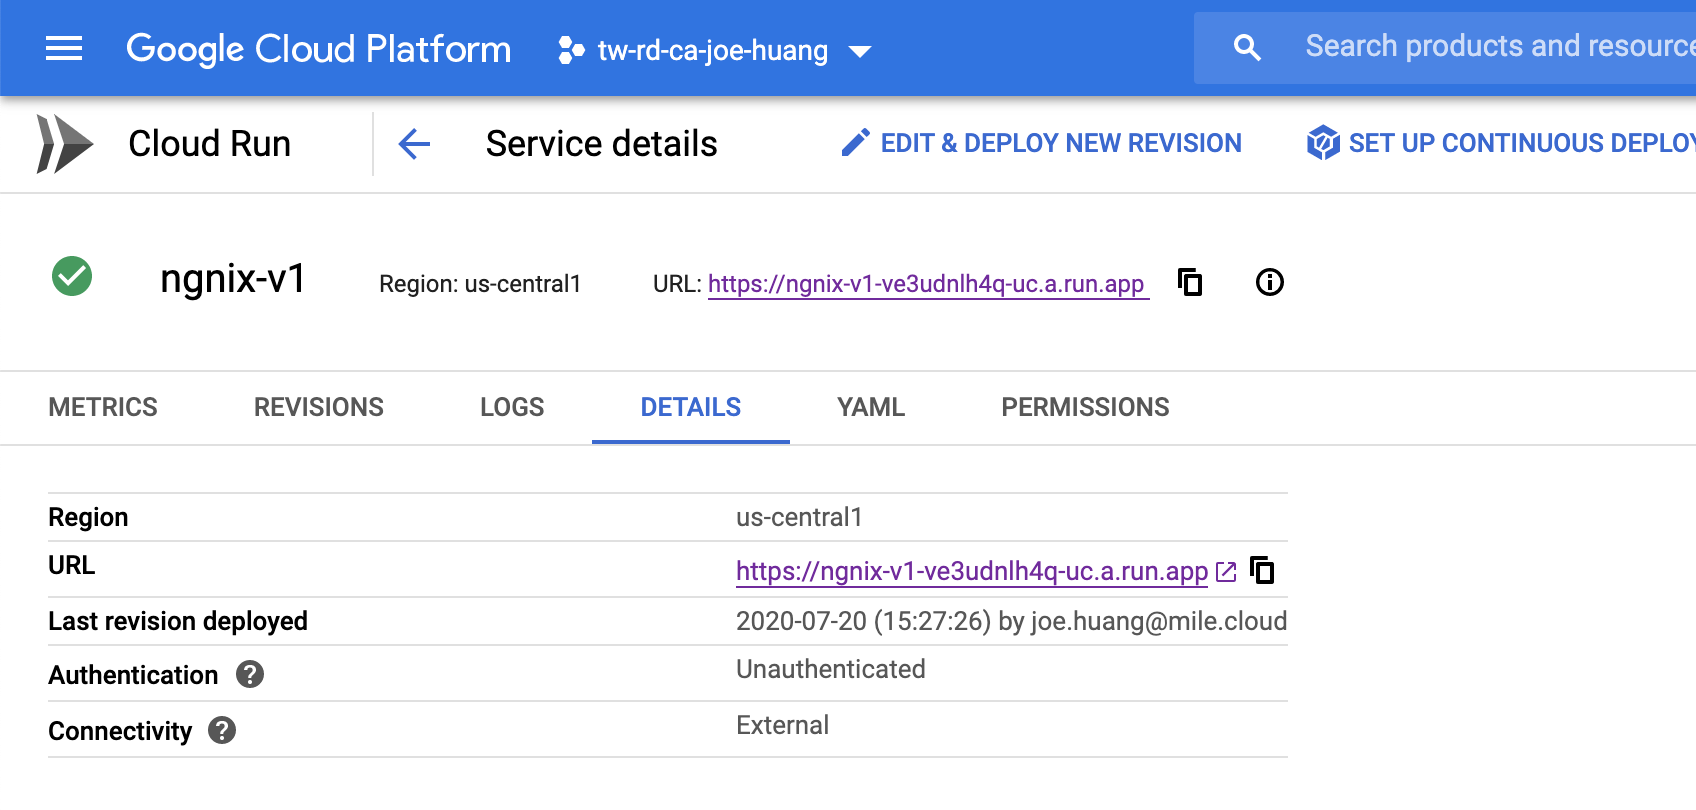 Google Cloud Platform tw-rd-ca-joe-huang Search products and
Cloud Run Service details EDIT & DEPLOY NEW REVISION SET UP CONTINUOUS
ngnix-v1 Region: us-central1 URL: https://ngnix-v1-ve3udnlh4q-uc.a.run.app
METRICS REVISIONS LOGS DETAILS YAML PERMISSIONS
Region us-central1
URL https://ngnix-v1-ve3udnlh4q-uc.a.run.app
Last revision deployed 2020-07-20 (15:27:26) by joe.huang@mile.cloud
Authentication ? Unauthenticated
Connectivity ? External